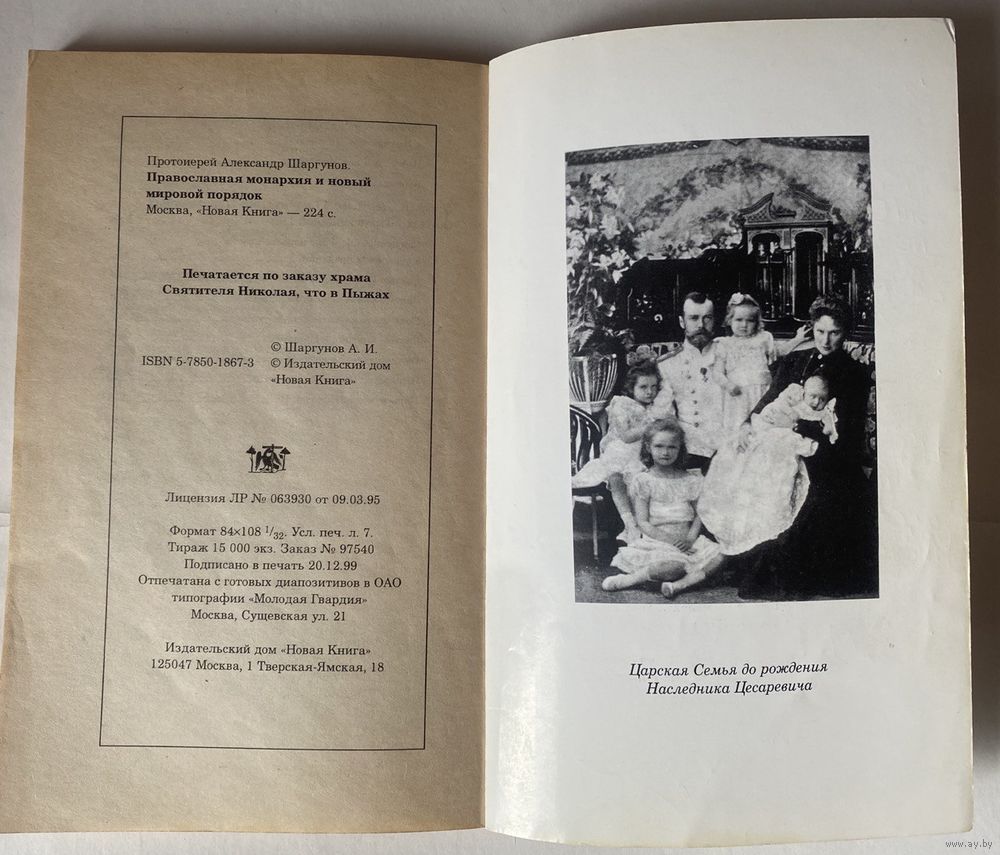 Протоиерей Александр Шаргунов.
Православная монархия и новый
мировой порядок
Москва, «Новая Книга» — 224 с.
Печатается по заказу храма
Святителя Николая, что в Пыжах
© Шаргунов А. И.
ISBN 5-7850-1867-3 © Издательский дом
«Новая Книга»
Лицензия ЛР № 063930 от 09.03.95
Формат 84×108 1/32. Усл. печ. л. 7.
Тираж 15 000 экз. Заказ № 97540
Подписано в печать 20.12.99
Отпечатана с готовых диапозитивов в ОАО
типографии «Молодая Гвардия»
Москва, Сущевская ул. 21
Издательский дом «Новая Книга»
125047 Москва, 1 Тверская-Ямская, 18
Царская Семья до рождения
Наследника Цесаревича
www.ay.by